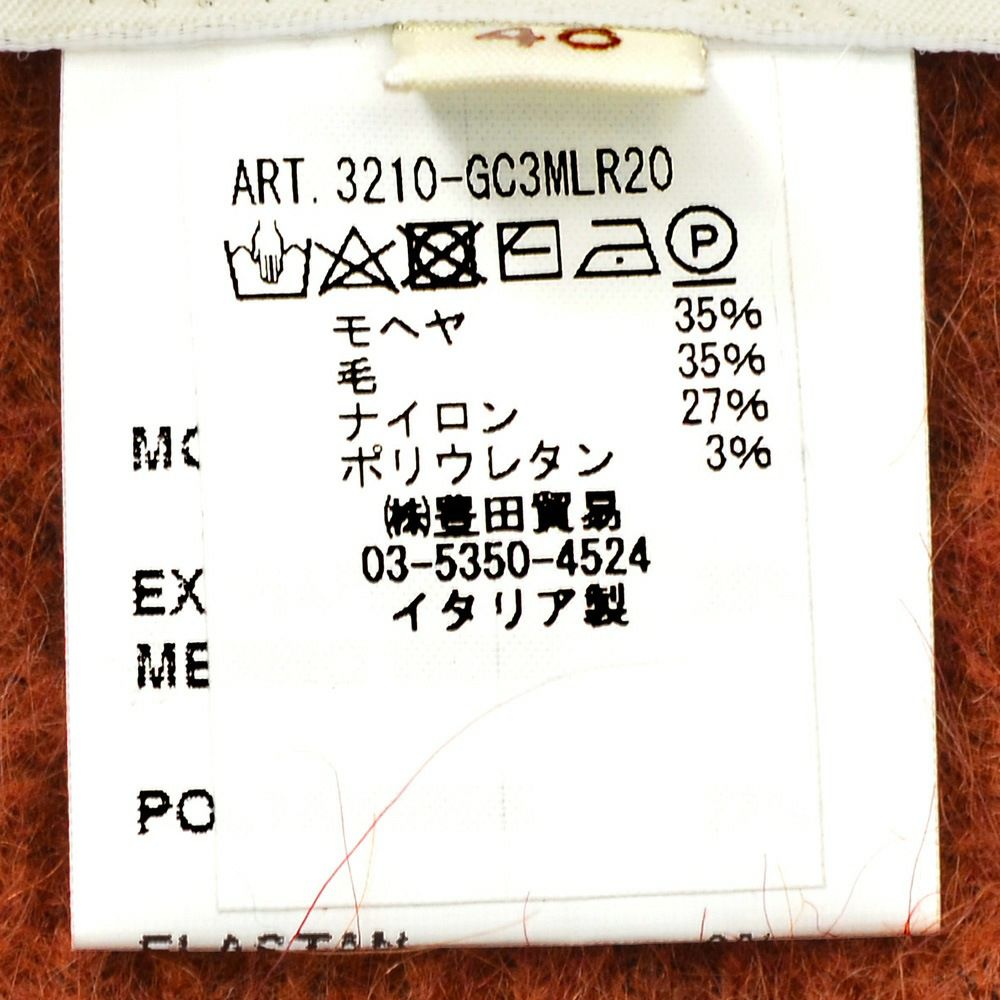 40
ART. 3210-GC3MLR20
P
モヘヤ 35%
毛 35%
ナイロン 27%
MO
ポリウレタン 3%
㈱豊田貿易
03-5350-4524
EX
イタリア製
ME
PO
ELASTAN